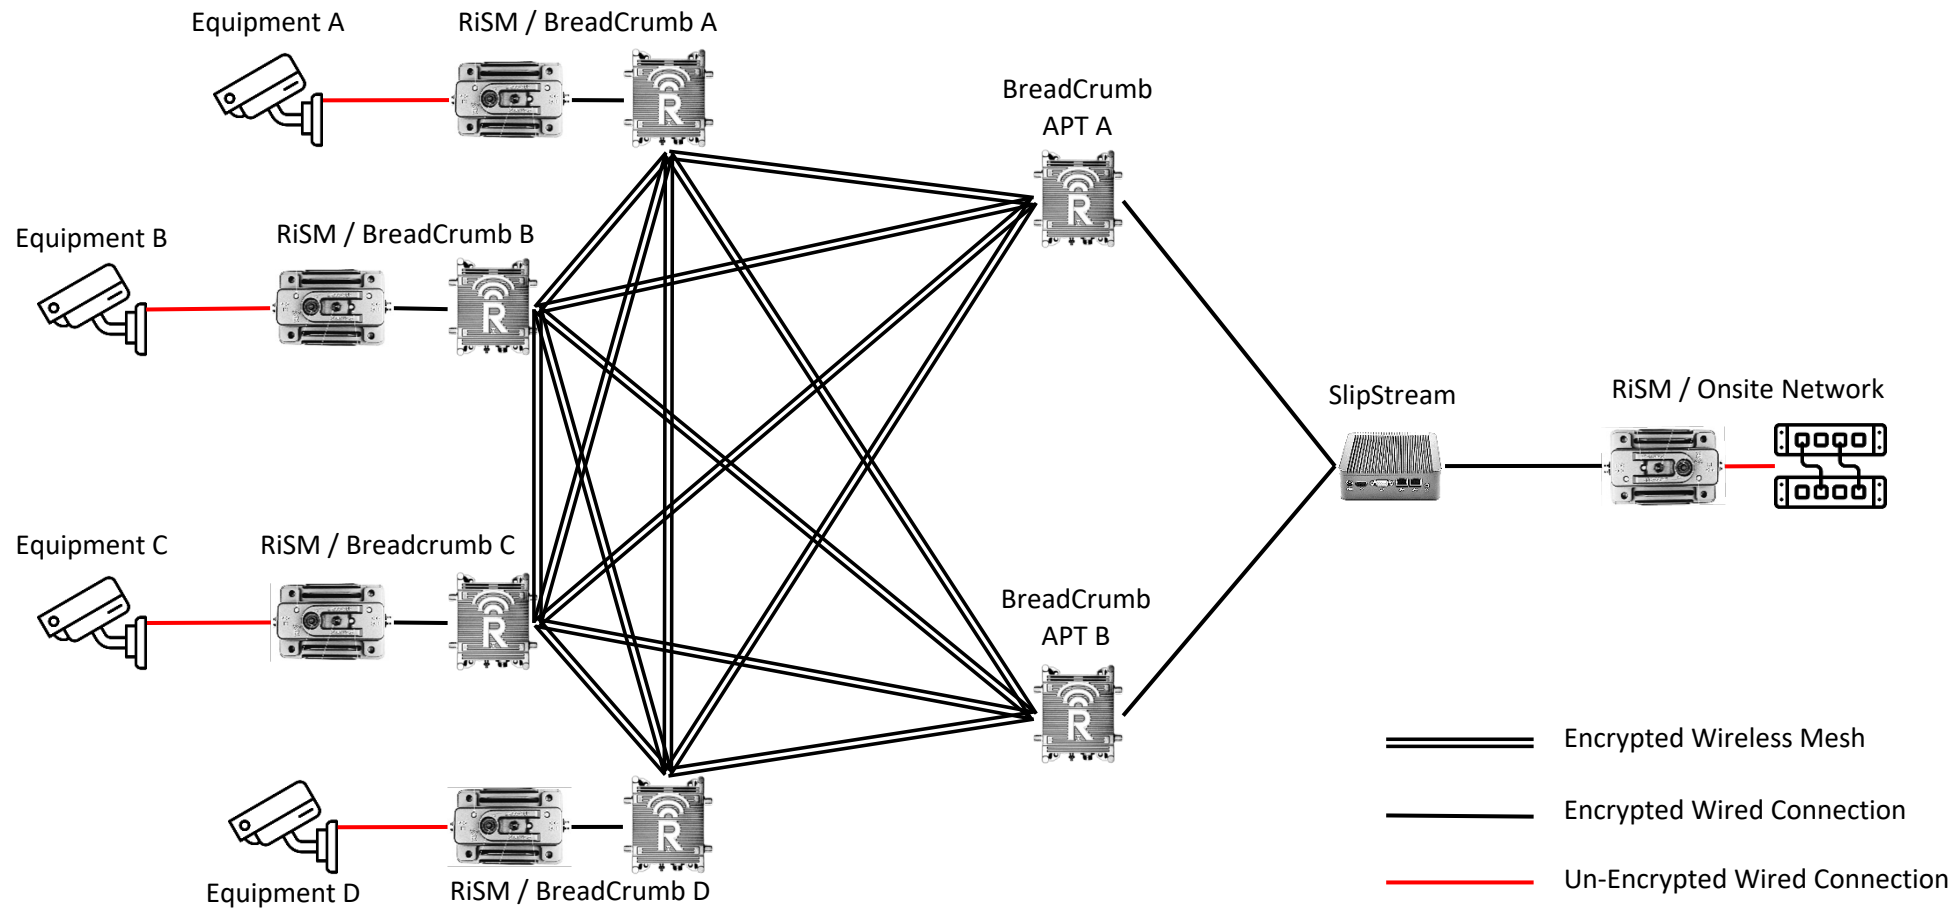 Equipment A
RiSM / BreadCrumb A
BreadCrumb
APT A
R
R
Equipment B
RiSM / BreadCrumb B
R
SlipStream
RiSM / Onsite Network
Equipment C
RiSM / Breadcrumb C
R
BreadCrumb
APT B
R
Equipment D
RiSM / BreadCrumb D
R
Encrypted Wireless Mesh
Encrypted Wired Connection
Un-Encrypted Wired Connection